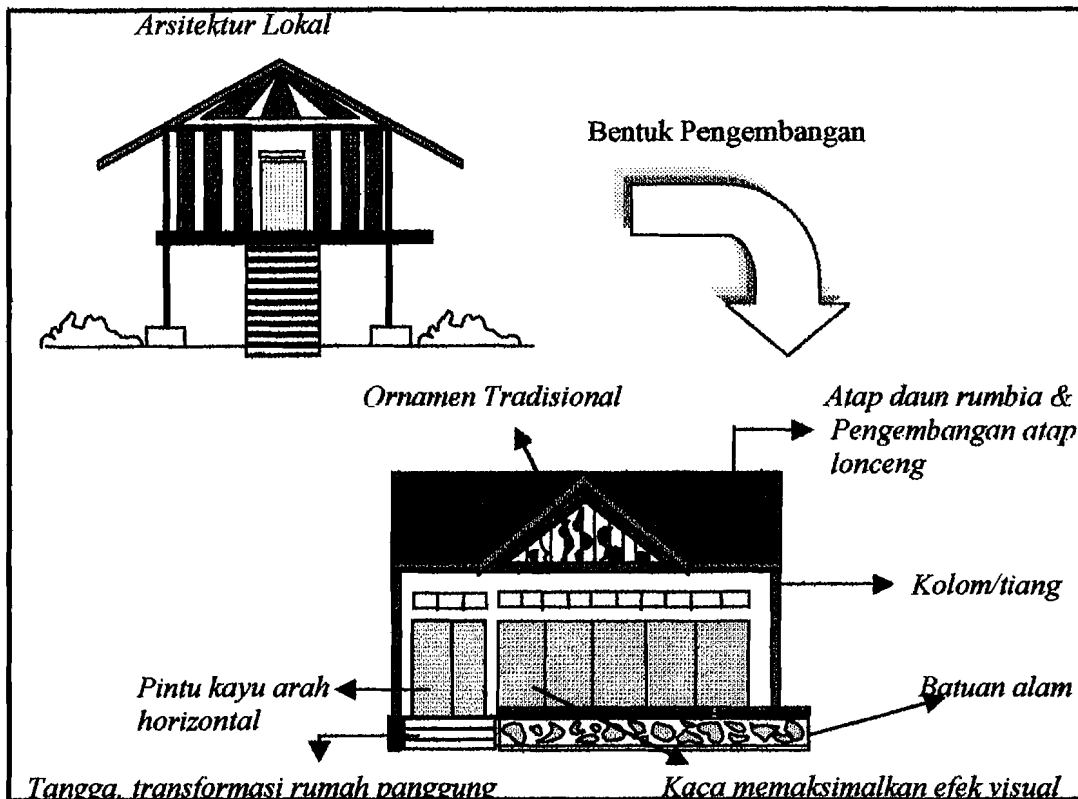 Arsitektur Lokal
Bentuk Pengembangan
Ornamen Tradisional
Atap daun rumbia &
Pengembangan atap
lonceng
Kolom/tiang
Pintu kayu arah
horizontal
Batuan alam
Tangga, transformasi rumah panggung
Kaca memaksimalkan efek visual